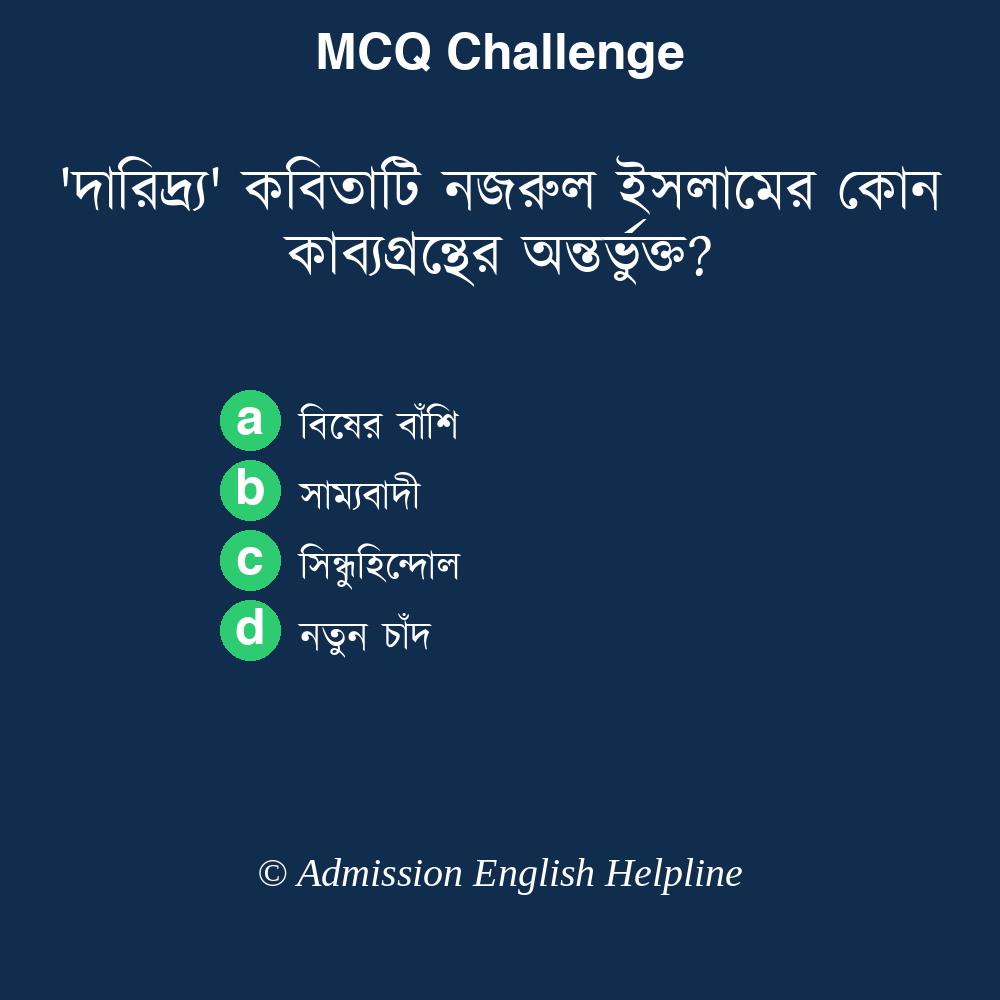 MCQ Challenge
'দারিদ্র্য' কবিতাটি নজরুল ইসলামের কোন
কাব্যগ্রন্থের অন্তর্ভুক্ত?
a বিষের বাঁশি
b সাম্যবাদী
c সিন্ধুহিন্দোল
d নতুন চাঁদ
© Admission English Helpline